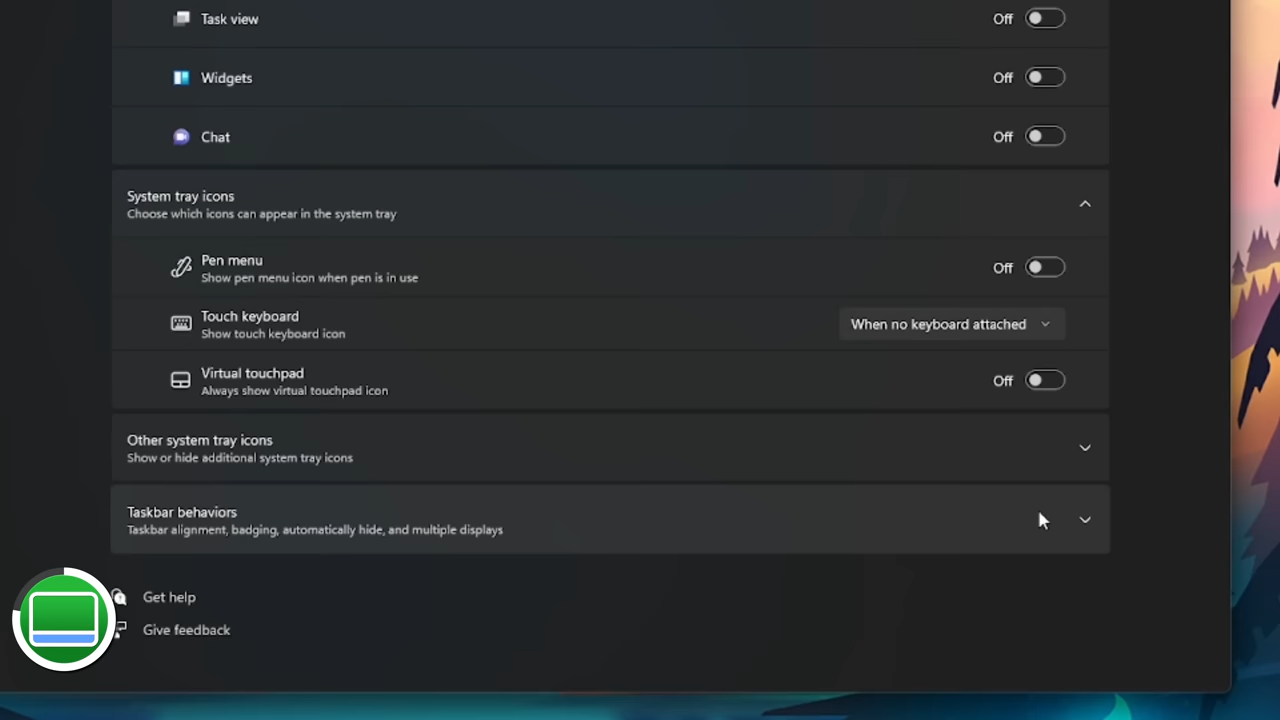 Task view
Off
Widgets
Off
Chat
Off
System tray icons
Choose which icons can appear in the system tray
Pen menu
Show pen menu icon when pen is in use
Off
Touch keyboard
Show touch keyboard icon
When no keyboard attached
Virtual touchpad
Always show virtual touchpad icon
Off
Other system tray icons
Show or hide additional system tray icons
Taskbar behaviors
Taskbar alignment, badging, automatically hide, and multiple displays
Get help
Give feedback